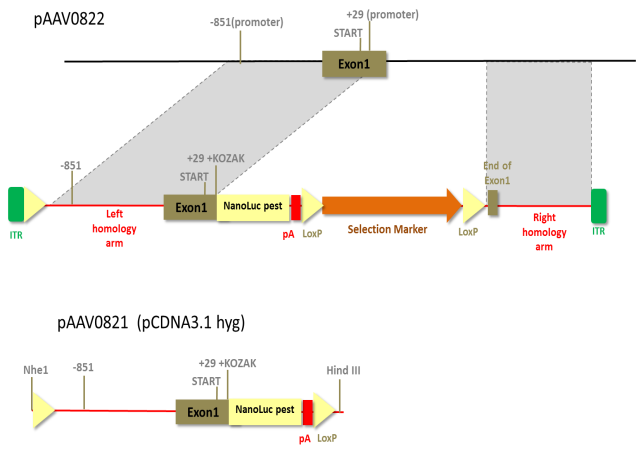 pAAV0822
-851(promoter)
+29 (promoter)
START
Exon1
-851
+29 +KOZAK
START
End of
Exon1
Exon1
NanoLuc pest
ITR
Left
homology
arm
pA
LoxP
Selection Marker
LoxP
Right
homology
arm
ITR
pAAV0821 (pCDNA3.1 hyg)
Nhe1
-851
+29 +KOZAK
START
Hind III
Exon1
NanoLuc pest
pA
LoxP